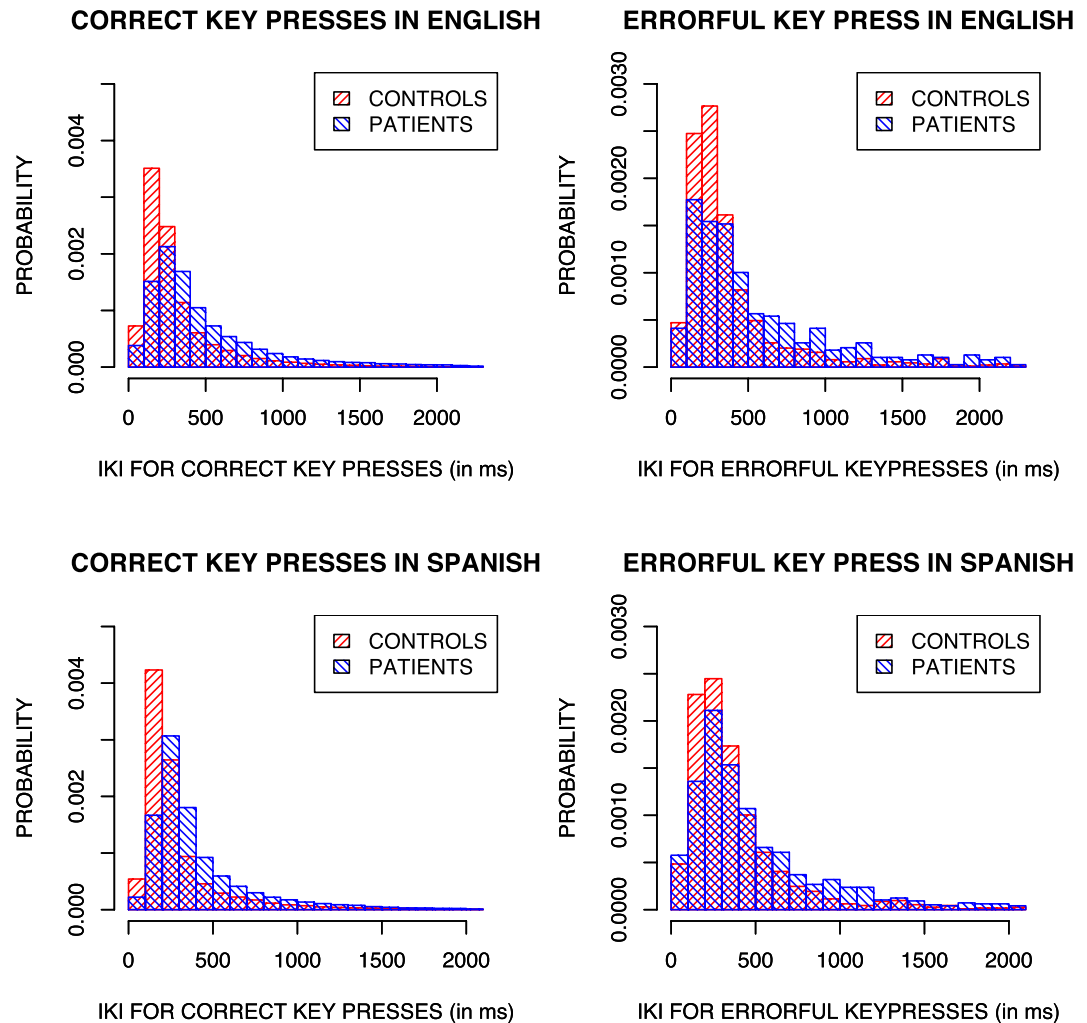 CORRECT KEY PRESSES IN ENGLISH
CONTROLS
PATIENTS
PROBABILITY
0.000 0.002 0.004
0 500 1000 1500 2000
IKI FOR CORRECT KEY PRESSES (in ms)
ERRORFUL KEY PRESS IN ENGLISH
CONTROLS
PATIENTS
PROBABILITY
0.0000 0.0010 0.0020 0.0030
0 500 1000 1500 2000
IKI FOR ERRORFUL KEYPRESSES (in ms)
CORRECT KEY PRESSES IN SPANISH
CONTROLS
PATIENTS
PROBABILITY
0.000 0.002 0.004
0 500 1000 1500 2000
IKI FOR CORRECT KEY PRESSES (in ms)
ERRORFUL KEY PRESS IN SPANISH
CONTROLS
PATIENTS
PROBABILITY
0.0000 0.0010 0.0020 0.0030
0 500 1000 1500 2000
IKI FOR ERRORFUL KEYPRESSES (in ms)